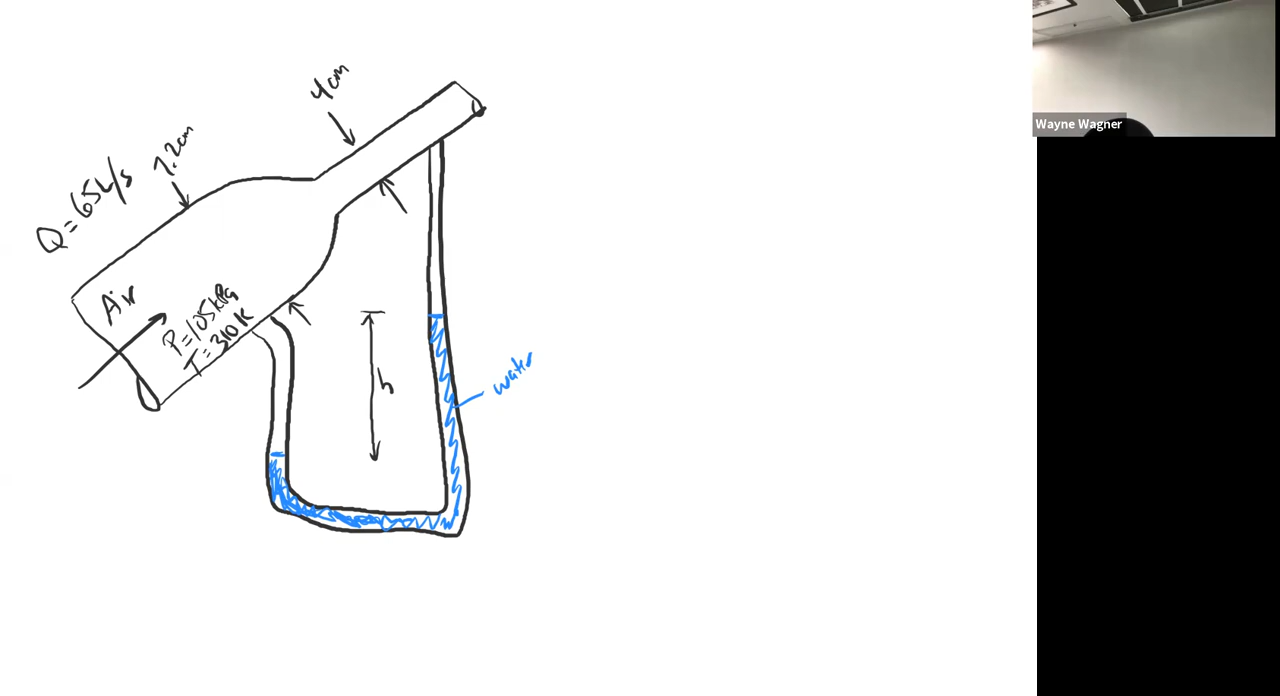 4cm
7.2cm
Q=65L/s
Air
P=105kPa
T=310K
h
water
Wayne Wagner